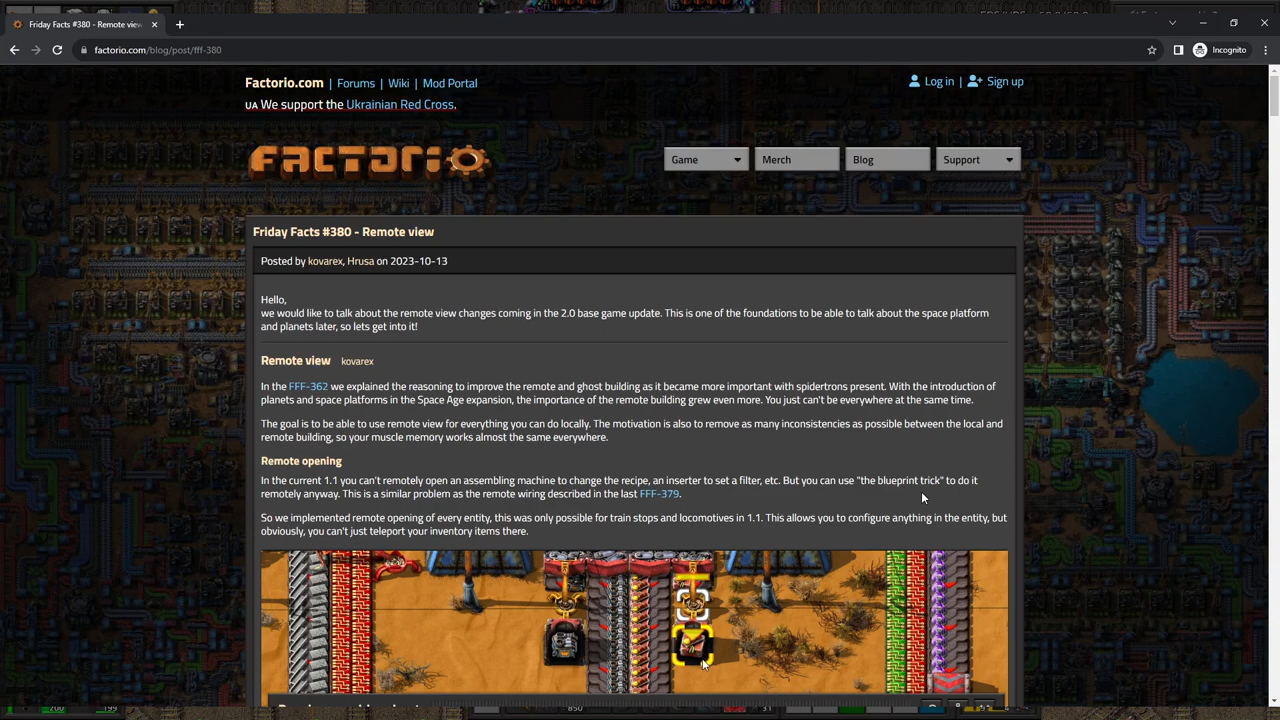 Friday Facts #380 - Remote view
factorio.com/blog/post/fff-380
Incognito
Factorio.com | Forums | Wiki | Mod Portal
Log in | Sign up
UA We support the Ukrainian Red Cross.
FACTORIO
Game
Merch
Blog
Support
Friday Facts #380 - Remote view
Posted by kovarex, Hrusa on 2023-10-13
Hello,
we would like to talk about the remote view changes coming in the 2.0 base game update. This is one of the foundations to be able to talk about the space platform
and planets later, so lets get into it!
Remote view kovarex
In the FFF-362 we explained the reasoning to improve the remote and ghost building as it became more important with spidertrons present. With the introduction of
planets and space platforms in the Space Age expansion, the importance of the remote building grew even more. You just can't be everywhere at the same time.
The goal is to be able to use remote view for everything you can do locally. The motivation is also to remove as many inconsistencies as possible between the local and
remote building, so your muscle memory works almost the same everywhere.
Remote opening
In the current 1.1 you can't remotely open an assembling machine to change the recipe, an inserter to set a filter, etc. But you can use "the blueprint trick" to do it
remotely anyway. This is a similar problem as the remote wiring described in the last FFF-379.
So we implemented remote opening of every entity, this was only possible for train stops and locomotives in 1.1. This allows you to configure anything in the entity, but
obviously, you can't just teleport your inventory items there.
200 199 850 31